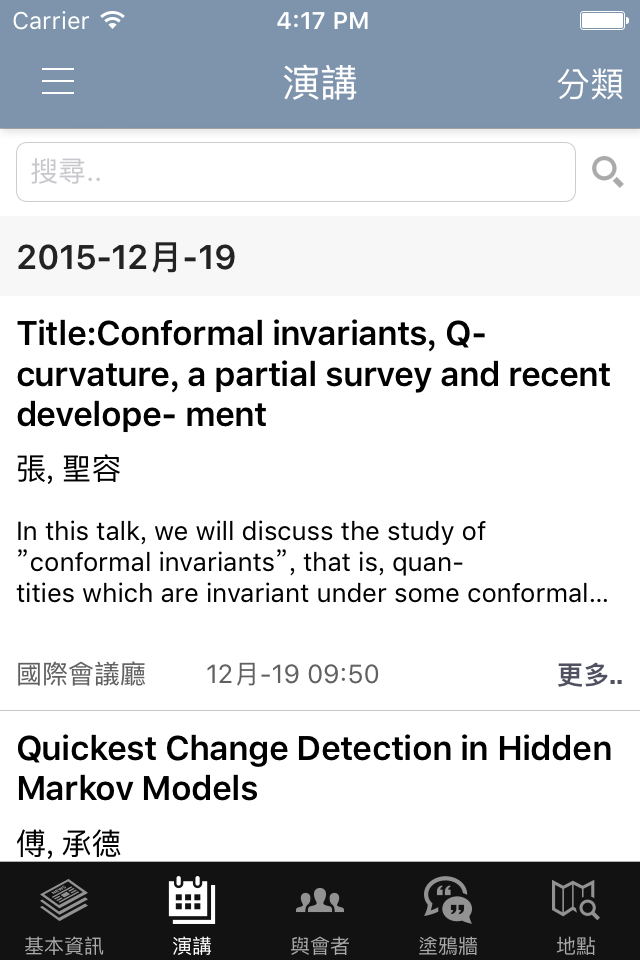 Carrier 4:17 PM
演講 分類
搜尋..
2015-12月-19
Title:Conformal invariants, Q-
curvature, a partial survey and recent
develope- ment
張, 聖容
In this talk, we will discuss the study of
”conformal invariants”, that is, quan-
tities which are invariant under some conformal...
國際會議廳 12月-19 09:50 更多..
Quickest Change Detection in Hidden
Markov Models
傅, 承德
基本資訊 演講 與會者 塗鴉牆 地點